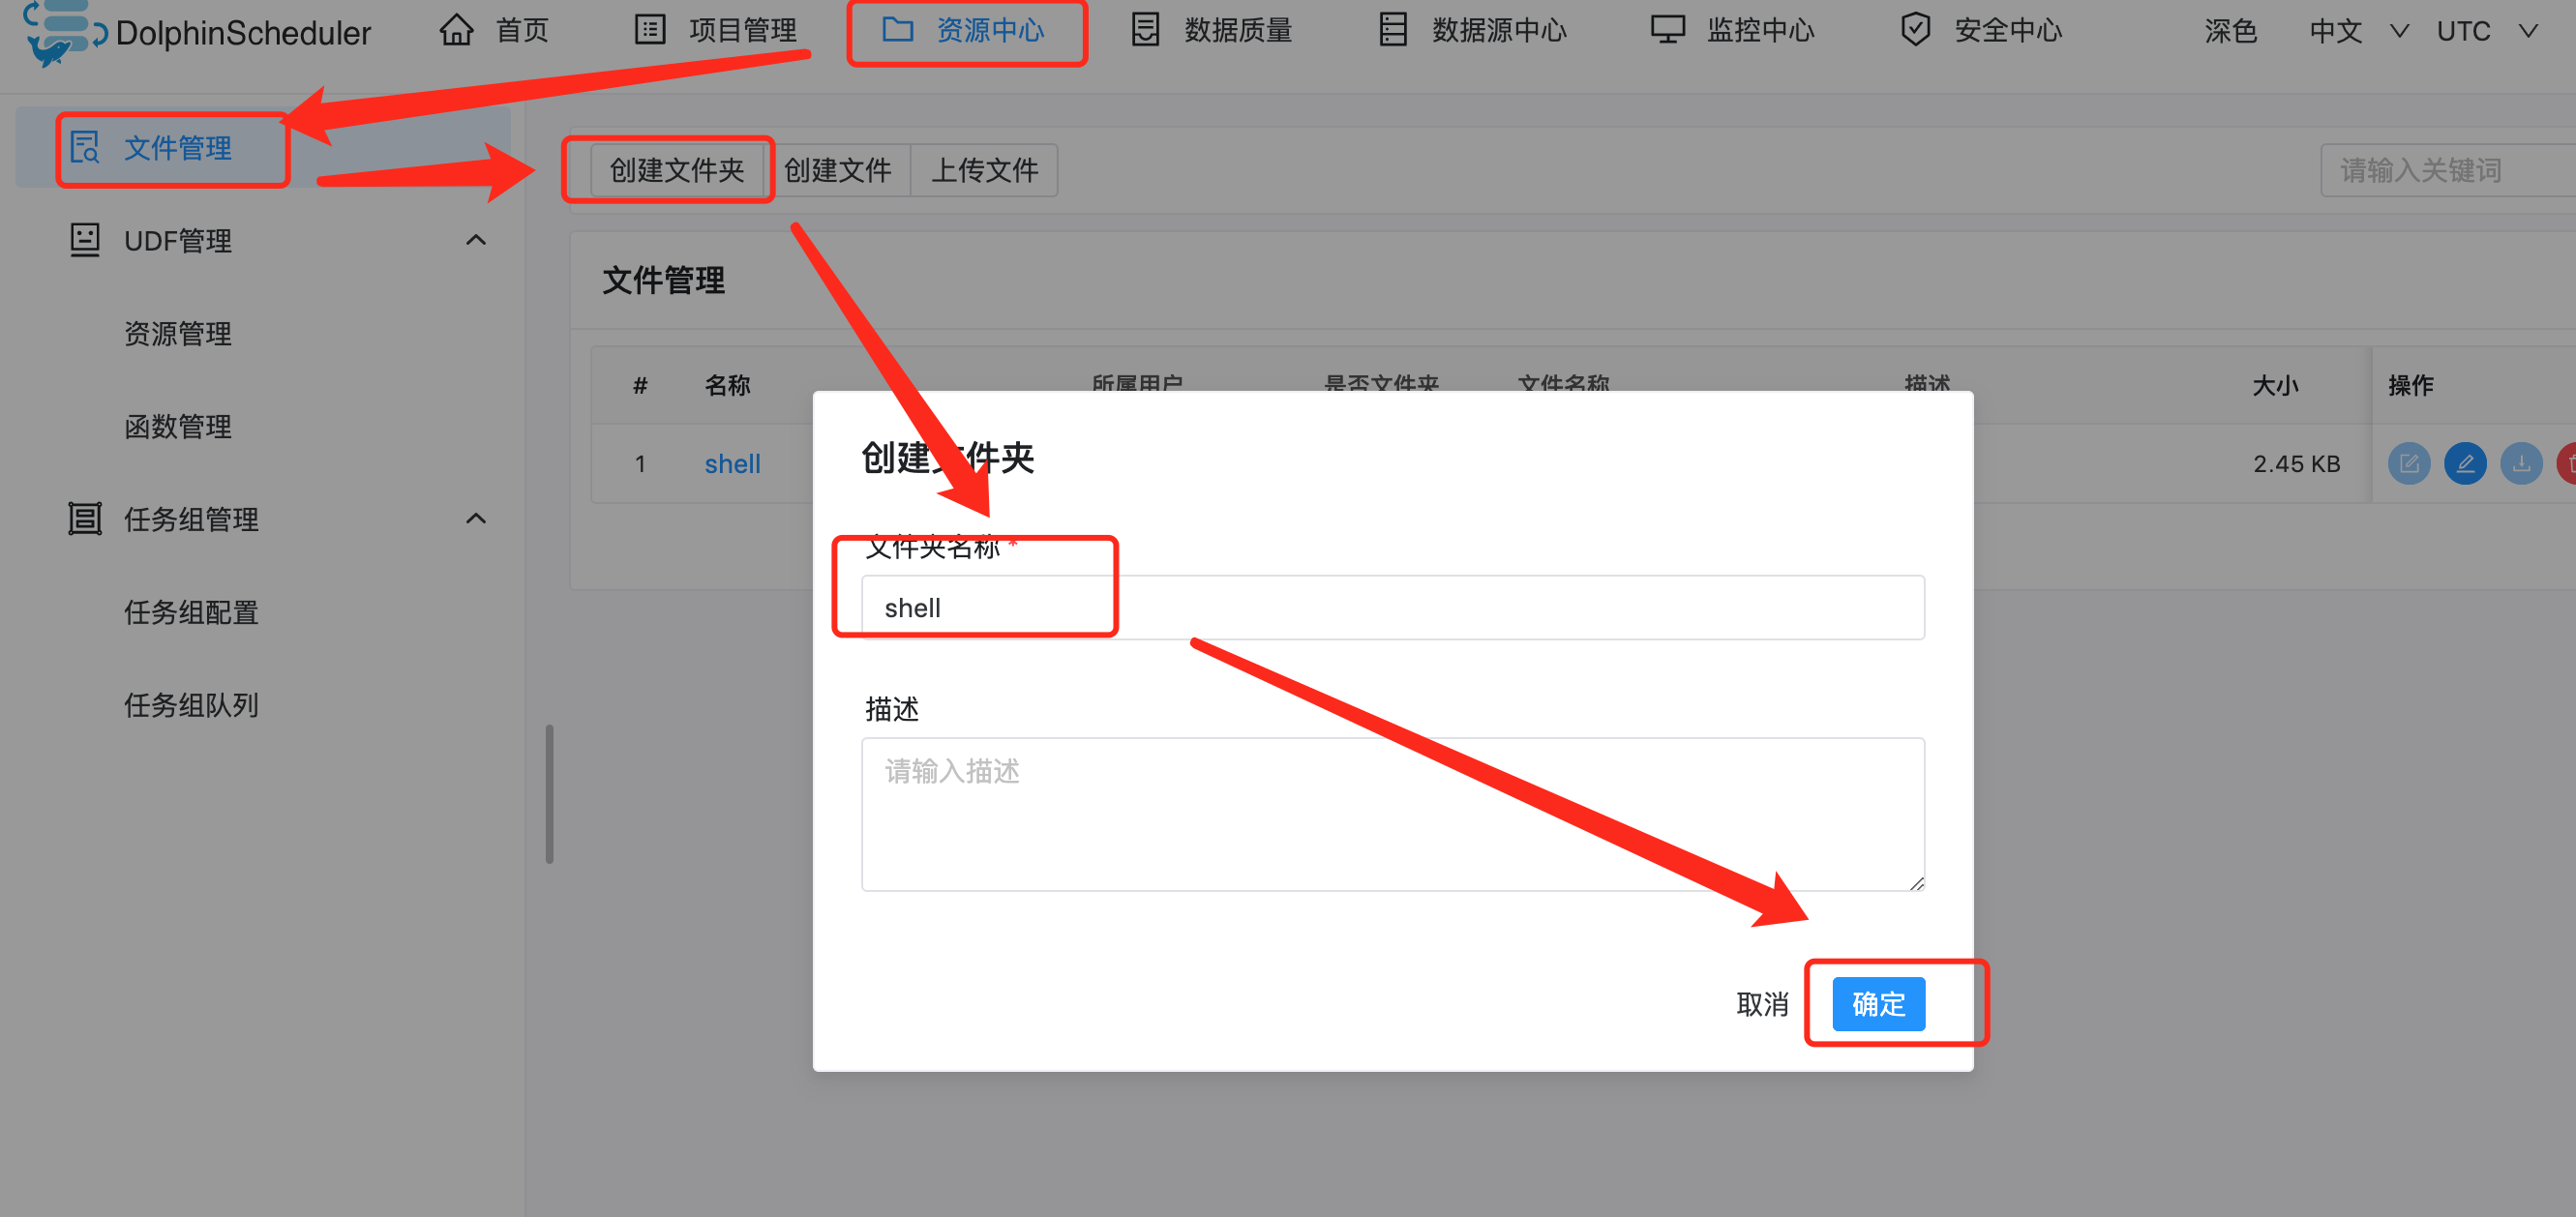 DolphinScheduler 首页 项目管理 资源中心 数据质量 数据源中心 监控中心 安全中心 深色 中文 UTC
文件管理
UDF管理
资源管理
函数管理
任务组管理
任务组配置
任务组队列
创建文件夹 创建文件 上传文件 请输入关键词
文件管理
# 名称 所属用户 是否文件夹 文件名称 描述 大小 操作
1 shell 2.45 KB
创建文件夹
文件夹名称 *
shell
描述
请输入描述
取消 确定